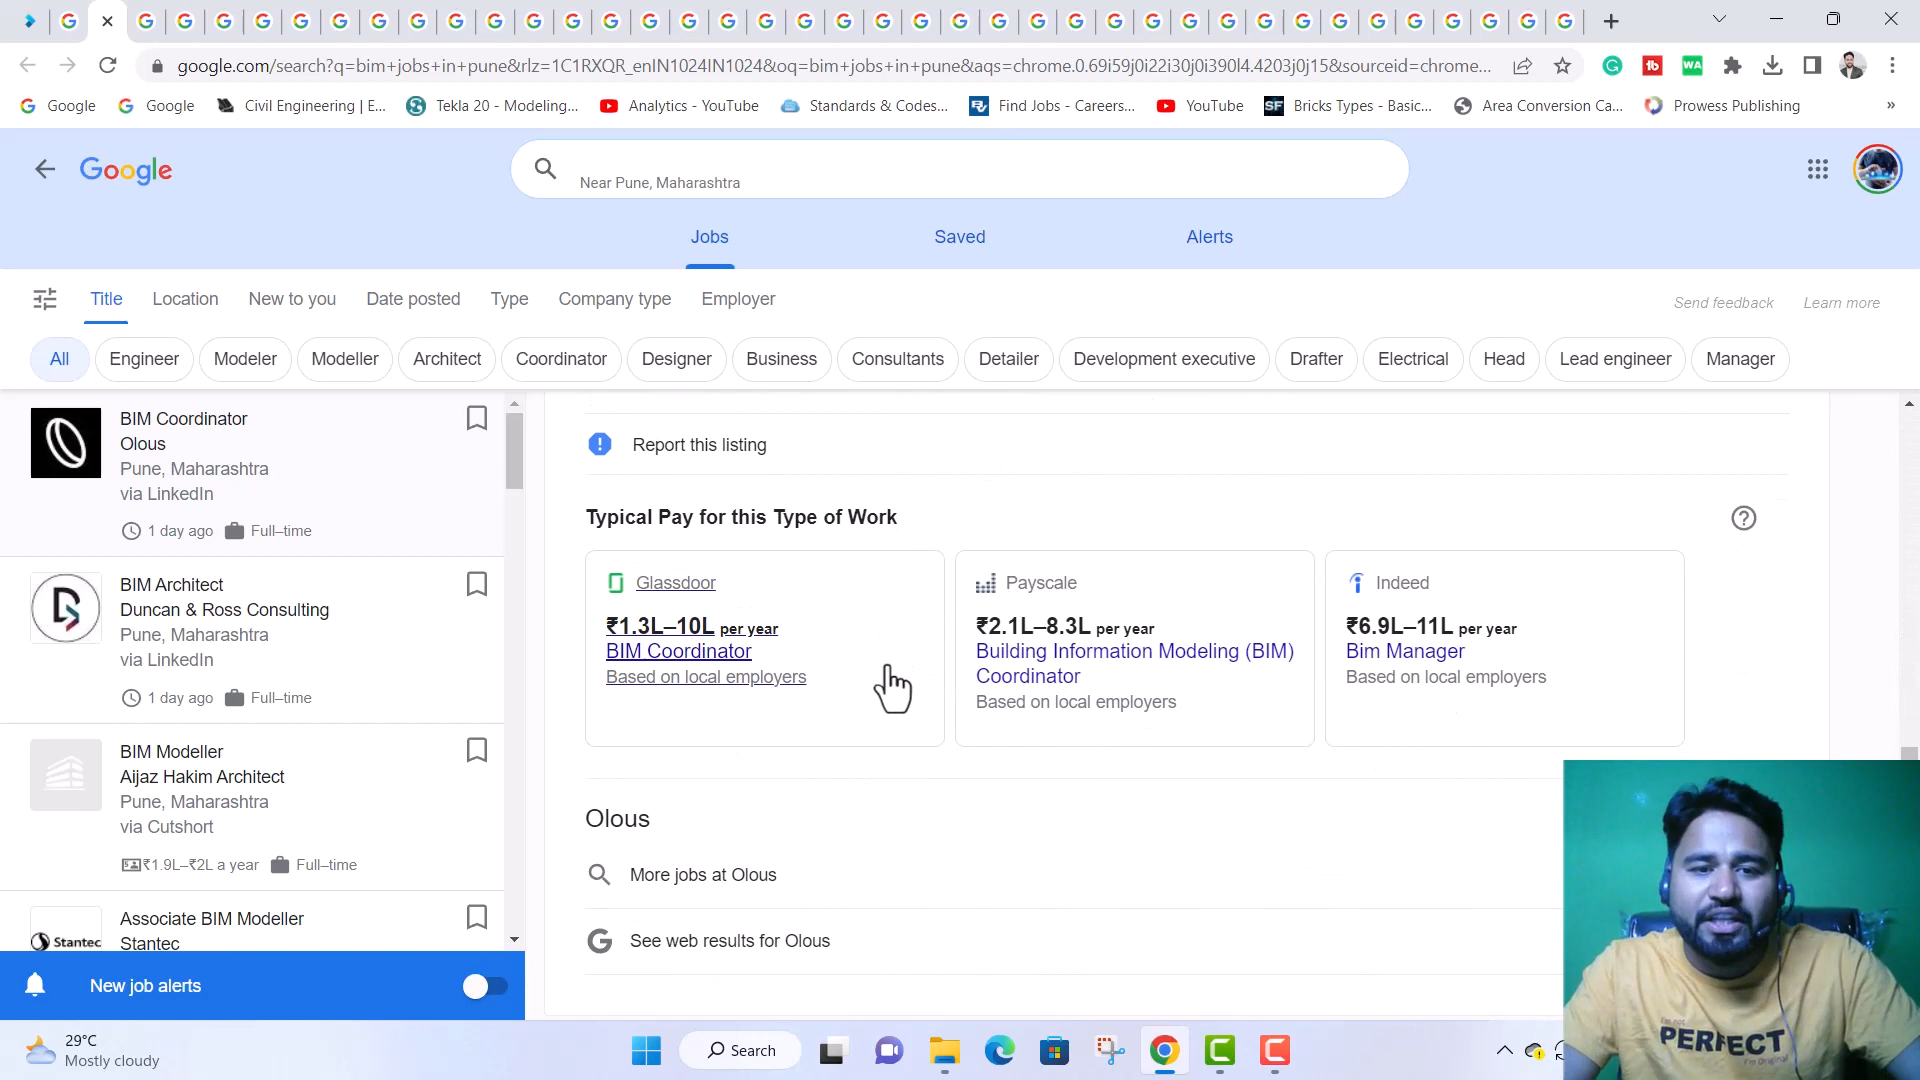 google.com/search?q=bim+jobs+in+pune&rlz=1C1RXQR_enIN1024IN1024&oq=bim+jobs+in+pune&aqs=chrome.0.69i59j0i22i30j0i390l4.4203j0j15&sourceid=chrome...
Google
Google
Civil Engineering | E...
Tekla 20 - Modeling...
Analytics - YouTube
Standards & Codes...
Find Jobs - Careers...
YouTube
Bricks Types - Basic...
Area Conversion Ca...
Prowess Publishing
»
Google
Near Pune, Maharashtra
Jobs
Saved
Alerts
Title
Location
New to you
Date posted
Type
Company type
Employer
Send feedback
Learn more
All
Engineer
Modeler
Modeller
Architect
Coordinator
Designer
Business
Consultants
Detailer
Development executive
Drafter
Electrical
Head
Lead engineer
Manager
BIM Coordinator
Olous
Pune, Maharashtra
via LinkedIn
1 day ago
Full–time
BIM Architect
Duncan & Ross Consulting
Pune, Maharashtra
via LinkedIn
1 day ago
Full–time
BIM Modeller
Aijaz Hakim Architect
Pune, Maharashtra
via Cutshort
₹1.9L–₹2L a year
Full–time
Associate BIM Modeller
Stantec
Stantec
New job alerts
Report this listing
Typical Pay for this Type of Work
Glassdoor
₹1.3L–10L per year
BIM Coordinator
Based on local employers
Payscale
₹2.1L–8.3L per year
Building Information Modeling (BIM)
Coordinator
Based on local employers
Indeed
₹6.9L–11L per year
Bim Manager
Based on local employers
Olous
More jobs at Olous
See web results for Olous
PERFECT
29°C
Mostly cloudy
Search